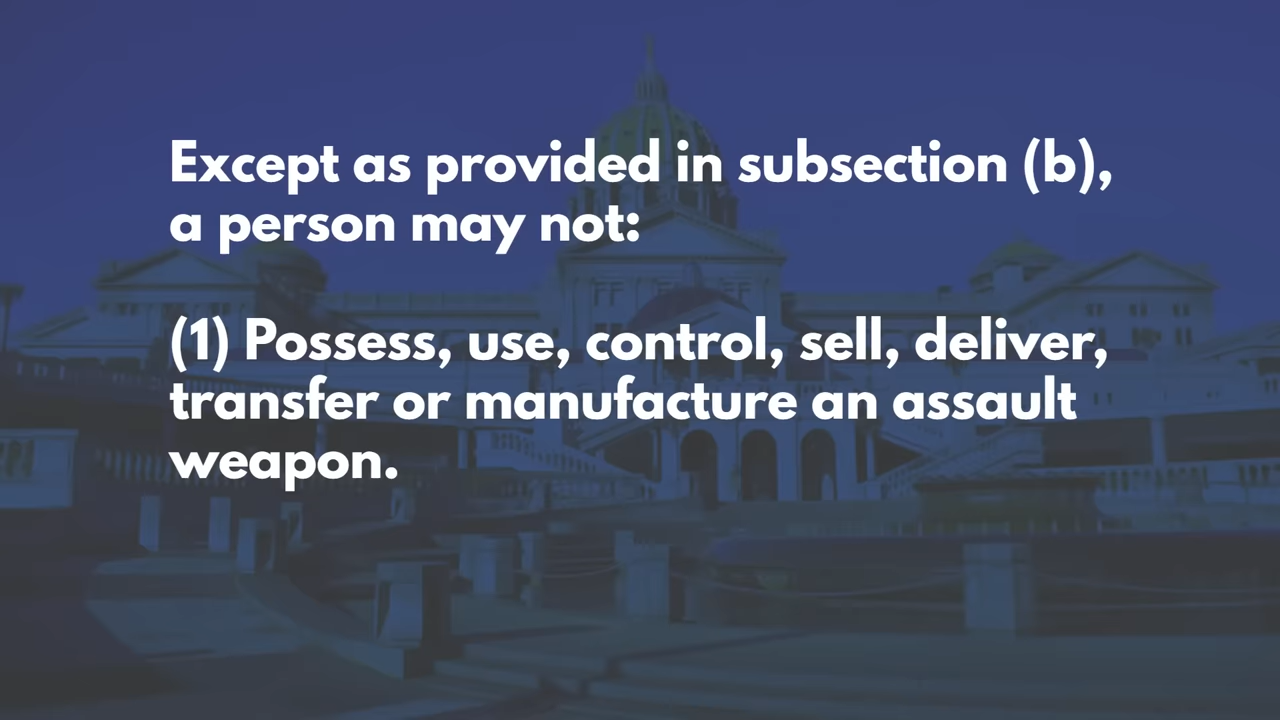 Except as provided in subsection (b),
a person may not:
(1) Possess, use, control, sell, deliver,
transfer or manufacture an assault
weapon.